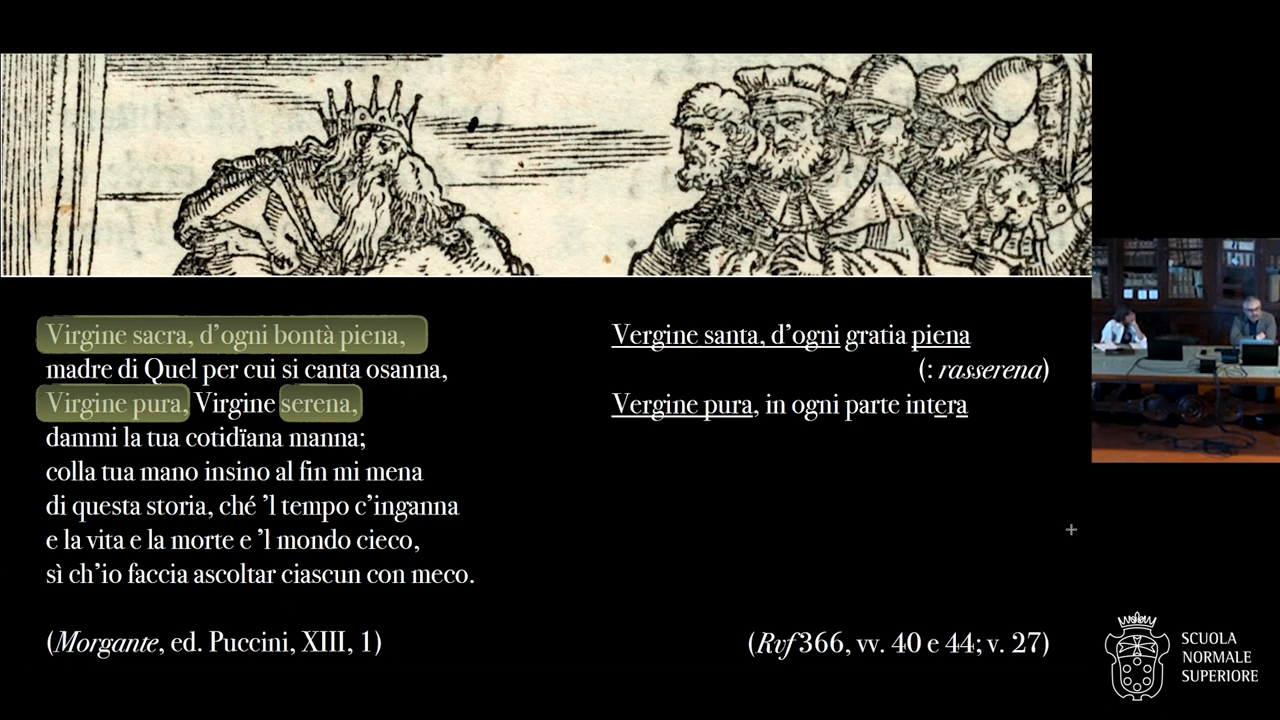 Virgine sacra, d’ogni bontà piena,
madre di Quel per cui si canta osanna,
Virgine pura, Virgine serena,
dammi la tua cotidïana manna;
colla tua mano insino al fin mi mena
di questa storia, ché ’l tempo c’inganna
e la vita e la morte e ’l mondo cieco,
sì ch’io faccia ascoltar ciascun con meco.
(Morgante, ed. Puccini, XIII, 1)
Vergine santa, d’ogni gratia piena
(: rasserena)
Vergine pura, in ogni parte intera
(Rvf 366, vv. 40 e 44; v. 27)
SCUOLA
NORMALE
SUPERIORE